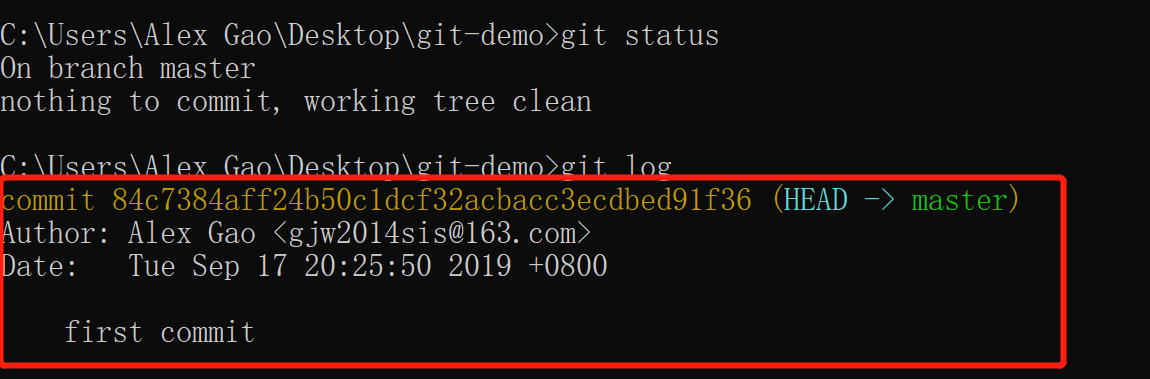 C:\Users\Alex Gao\Desktop\git-demo>git status
On branch master
nothing to commit, working tree clean
C:\Users\Alex Gao\Desktop\git-demo>git log
commit 84c7384aff24b50c1dcf32acbacc3ecdbed91f36 (HEAD -> master)
Author: Alex Gao <gjw2014sis@163.com>
Date:   Tue Sep 17 20:25:50 2019 +0800
    first commit